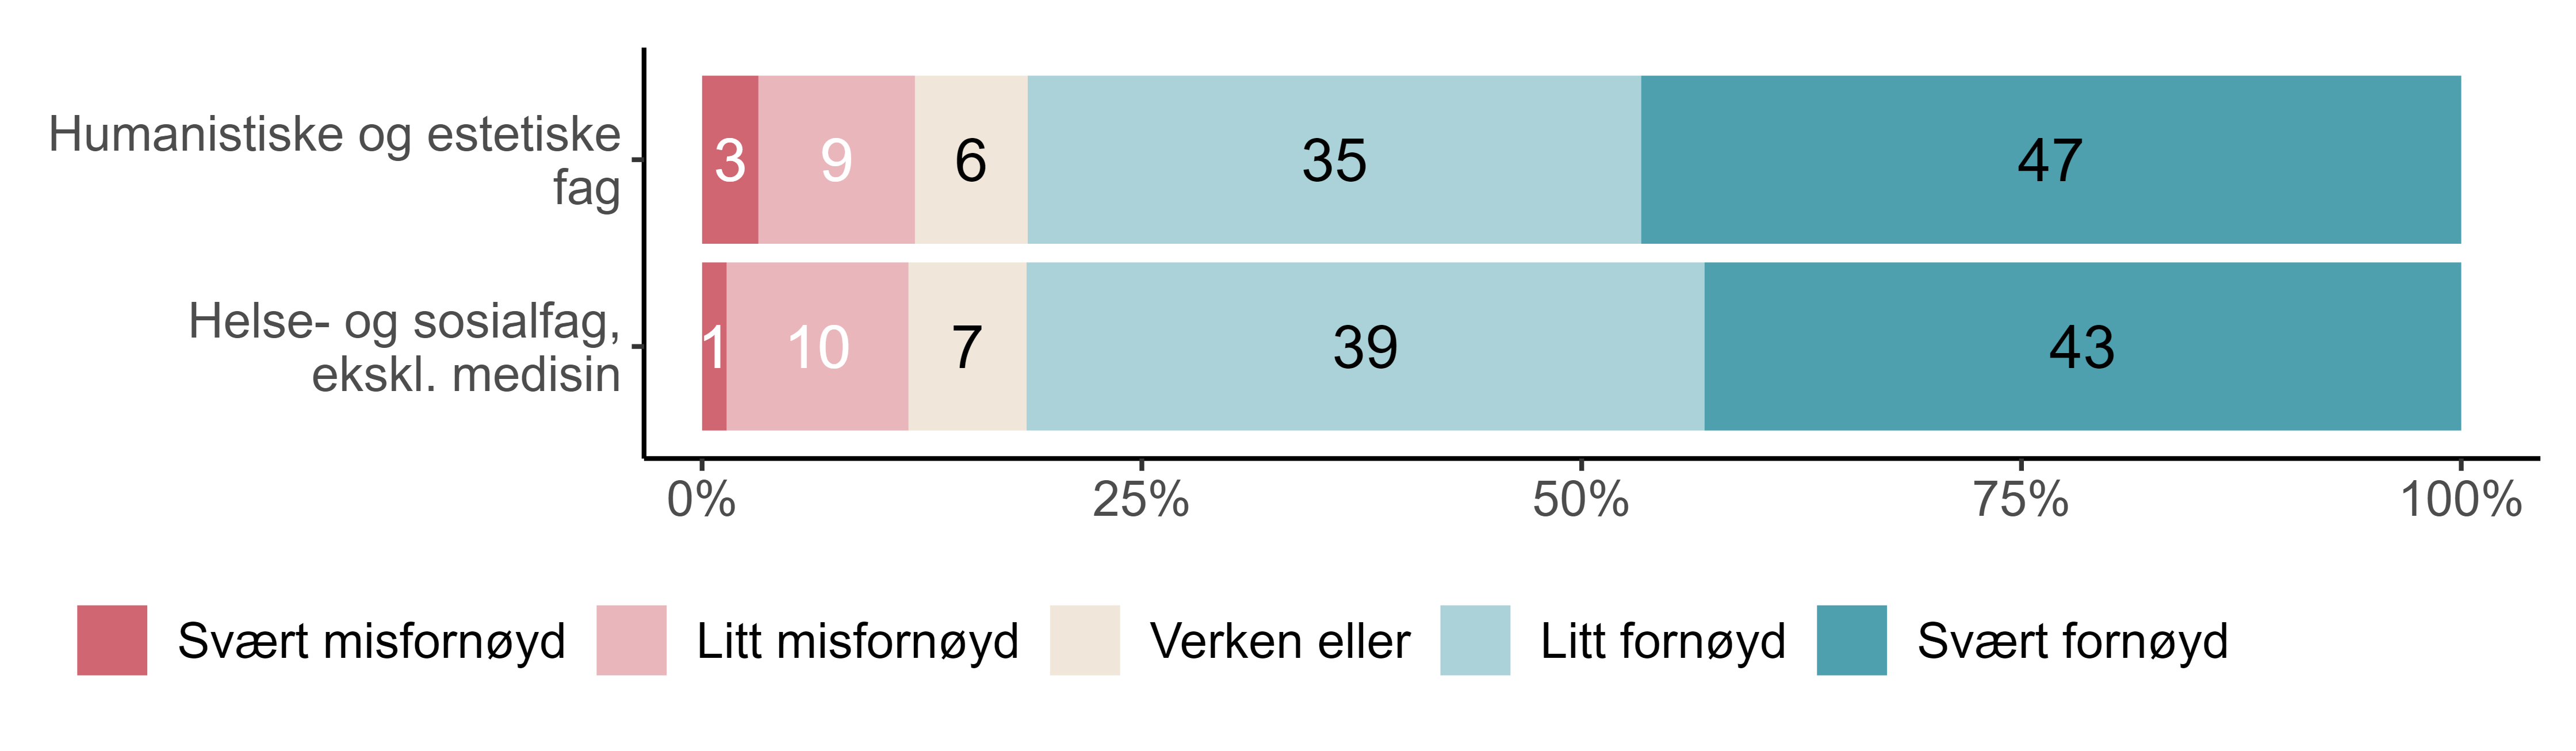 Humanistiske og estetiske
fag
3 9 6 35 47
Helse- og sosialfag,
ekskl. medisin
1 10 7 39 43
0% 25% 50% 75% 100%
Svært misfornøyd Litt misfornøyd Verken eller Litt fornøyd Svært fornøyd